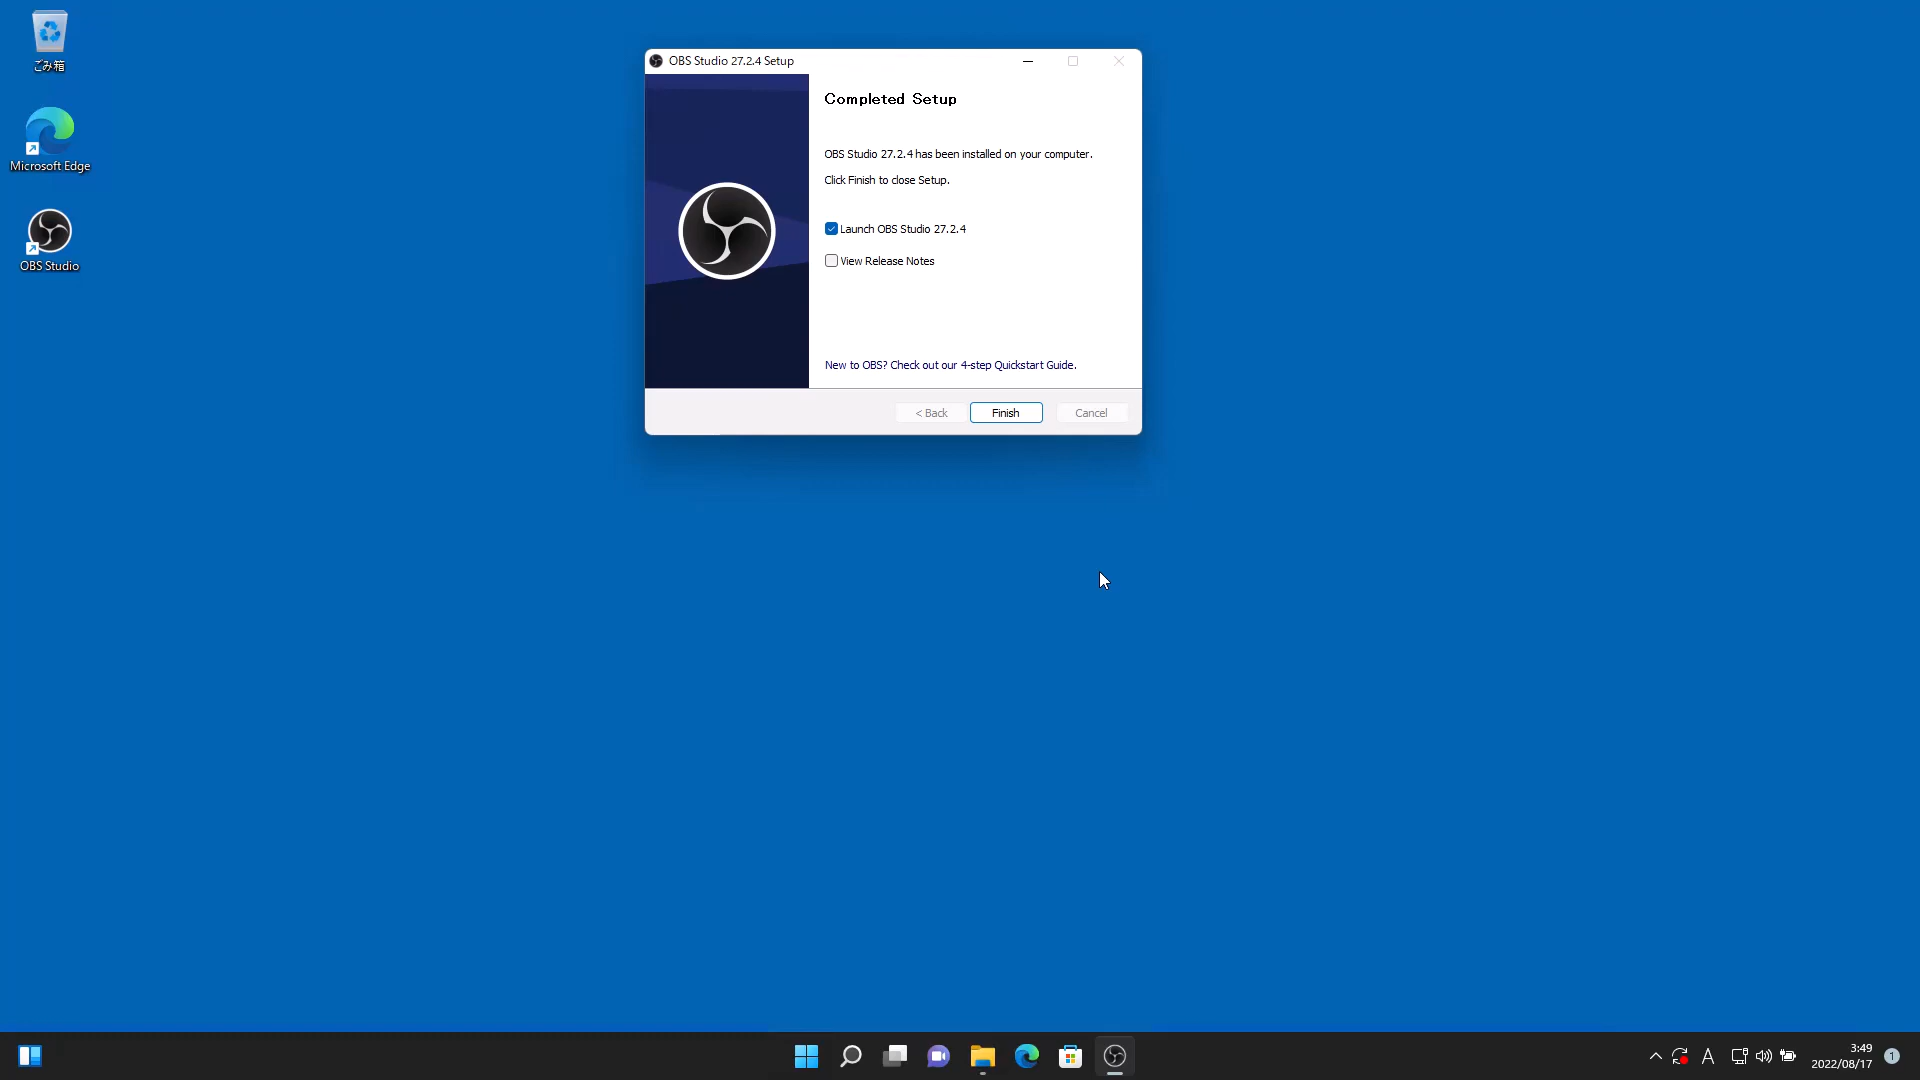 ごみ箱
Microsoft Edge
OBS Studio
OBS Studio 27.2.4 Setup
Completed Setup
OBS Studio 27.2.4 has been installed on your computer.
Click Finish to close Setup.
Launch OBS Studio 27.2.4
View Release Notes
New to OBS? Check out our 4-step Quickstart Guide.
< Back
Finish
Cancel
A
3:49
2022/08/17
1